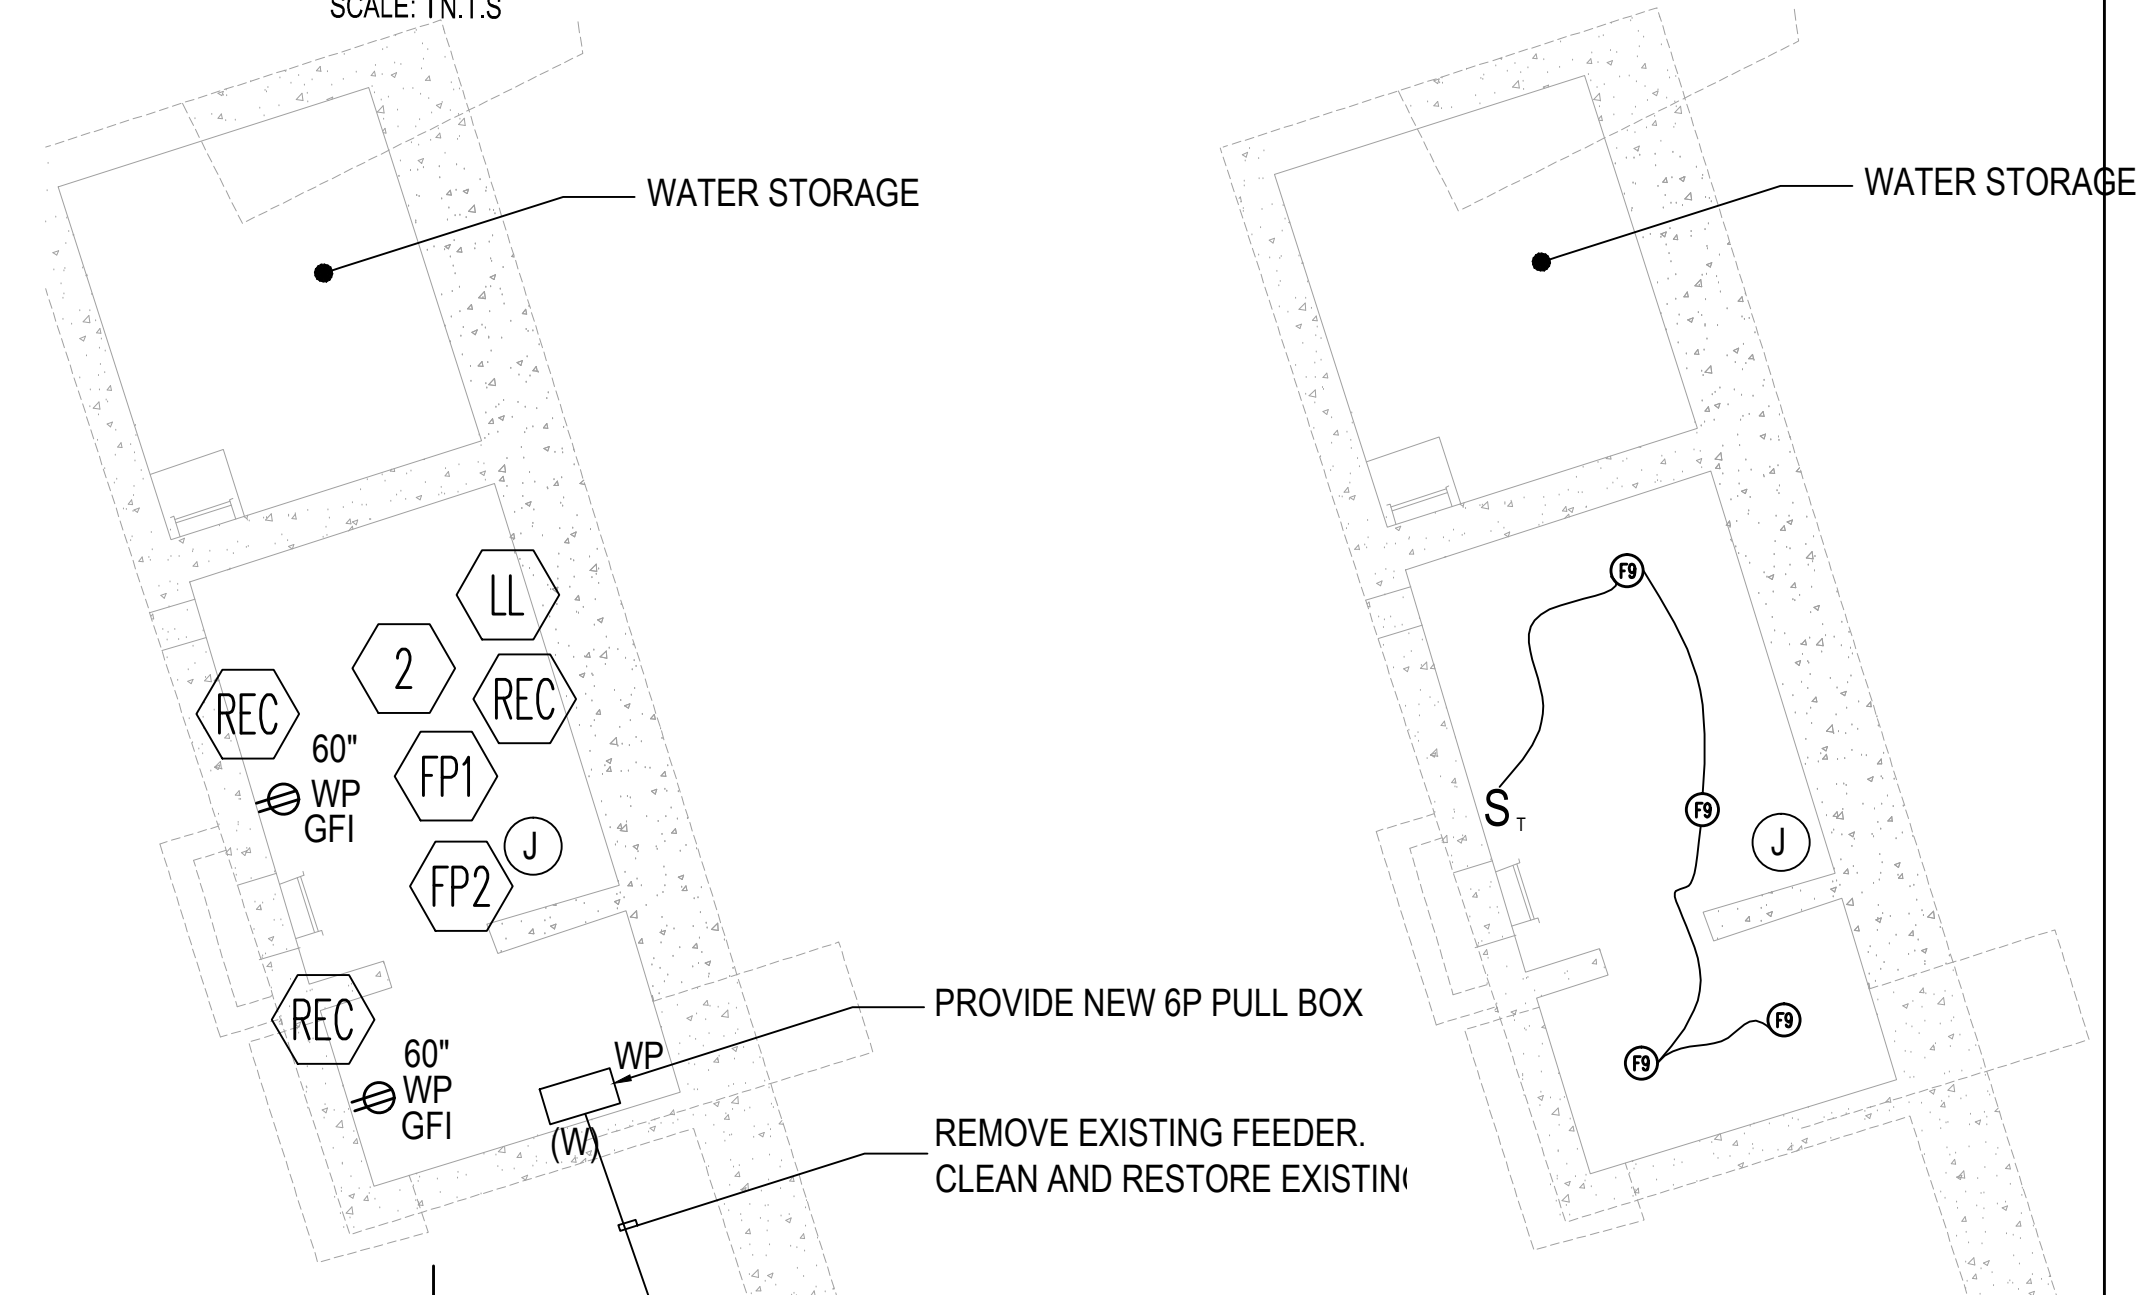 SCALE: 1 N.T.S
WATER STORAGE
WATER STORAGE
LL
2
REC
REC
60"
WP
GFI
FP1
J
FP2
REC
60"
WP
GFI
WP
(W)
PROVIDE NEW 6P PULL BOX
REMOVE EXISTING FEEDER.
CLEAN AND RESTORE
F9
S T
F9
J
F9
F9